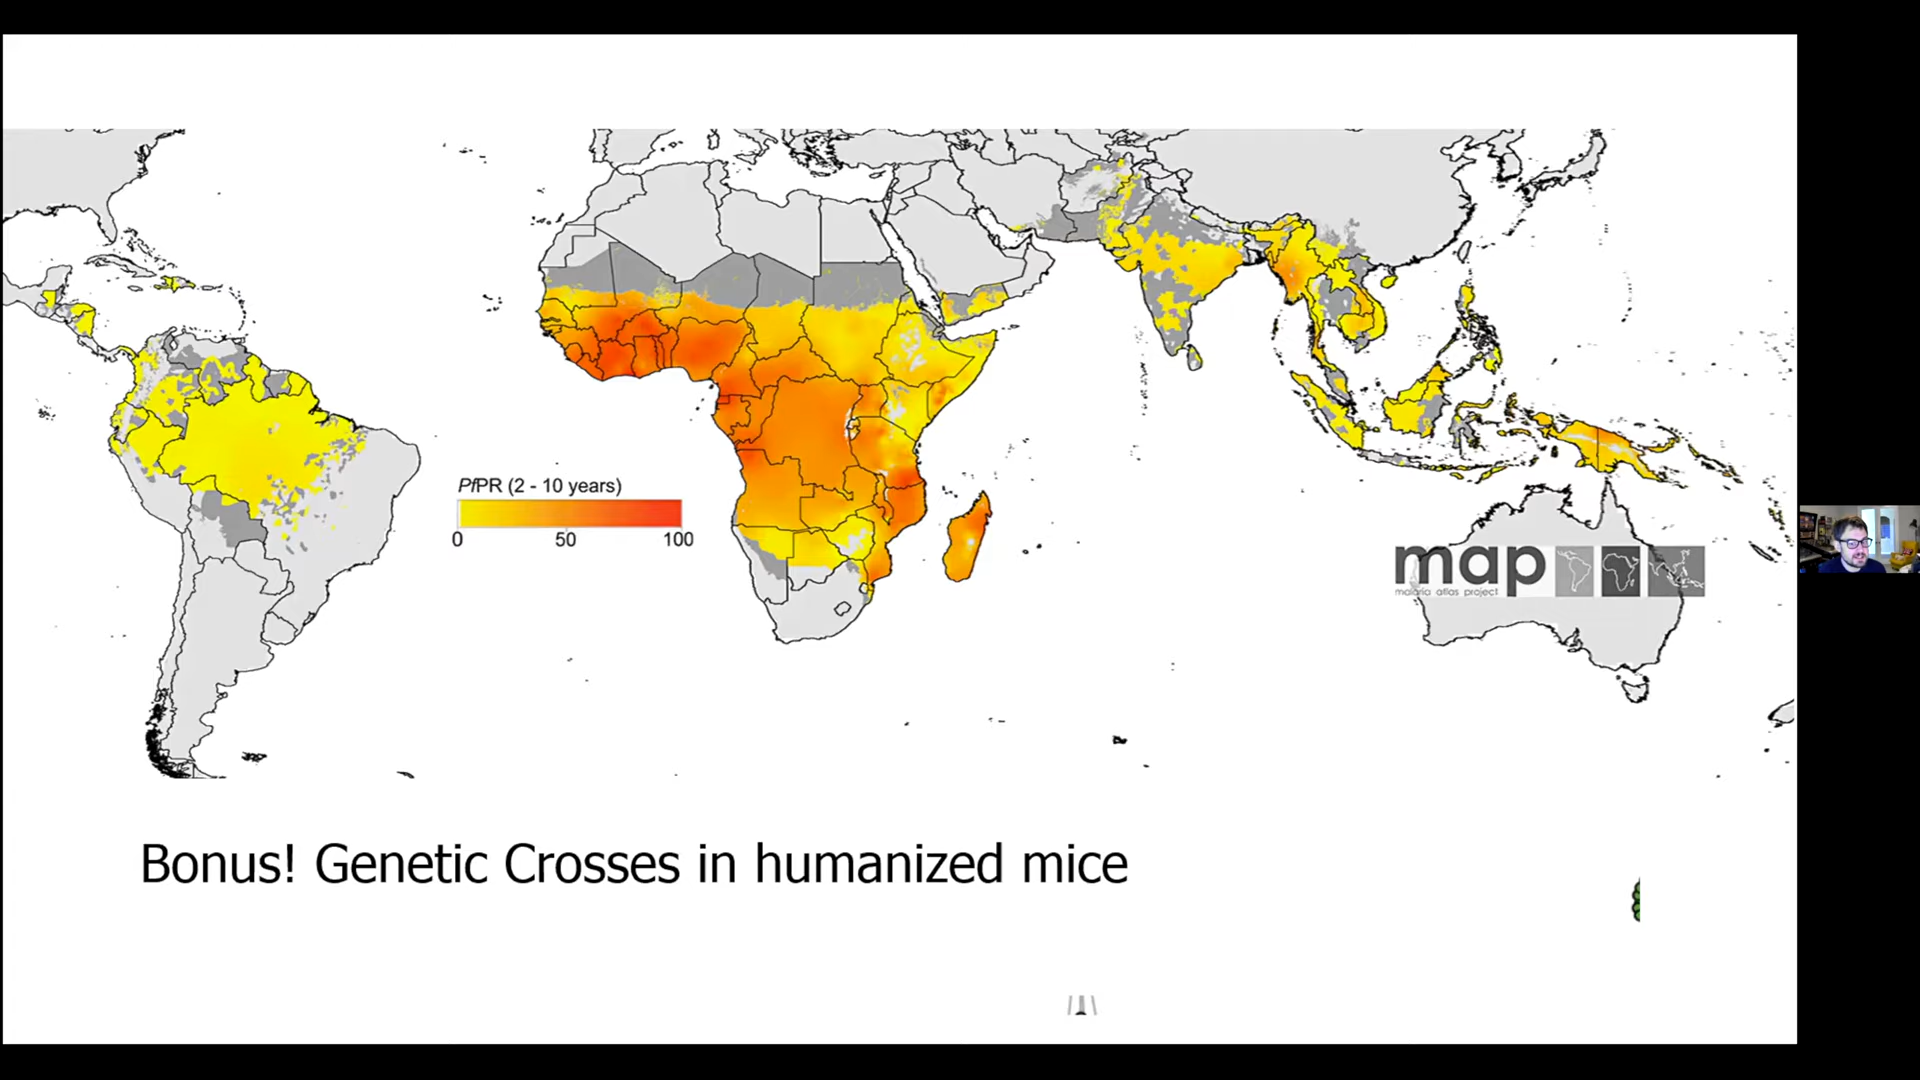 PfPR (2 - 10 years)
0 50 100
map
malaria atlas project
Bonus! Genetic Crosses in humanized mice